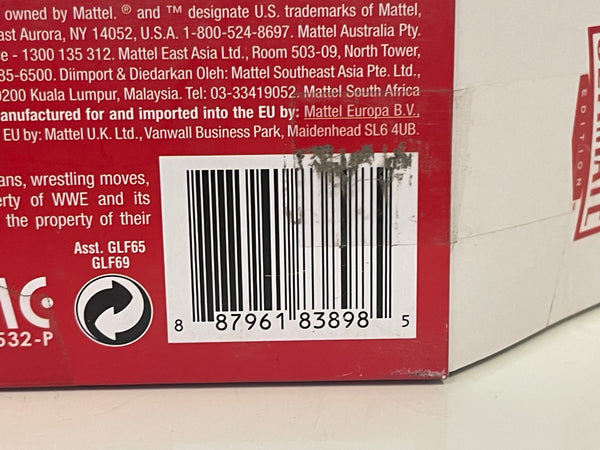 owned by Mattel. ® and ™ designate U.S. trademarks of Mattel,
ast Aurora, NY 14052, U.S.A. 1-800-524-8697. Mattel Australia Pty.
e - 1300 135 312. Mattel East Asia Ltd., Room 503-09, North Tower,
85-6500. Diimport & Diedarkan Oleh: Mattel Southeast Asia Pte. Ltd.,
0200 Kuala Lumpur, Malaysia. Tel: 03-33419052. Mattel South Africa
anufactured for and imported into the EU by: Mattel Europa B.V.,
EU by: Mattel U.K. Ltd., Vanwall Business Park, Maidenhead SL6 4UB.
ans, wrestling moves,
erty of WWE and its
the property of their
Asst. GLF65
GLF69
532-P
8 87961 83898 5
EDITION